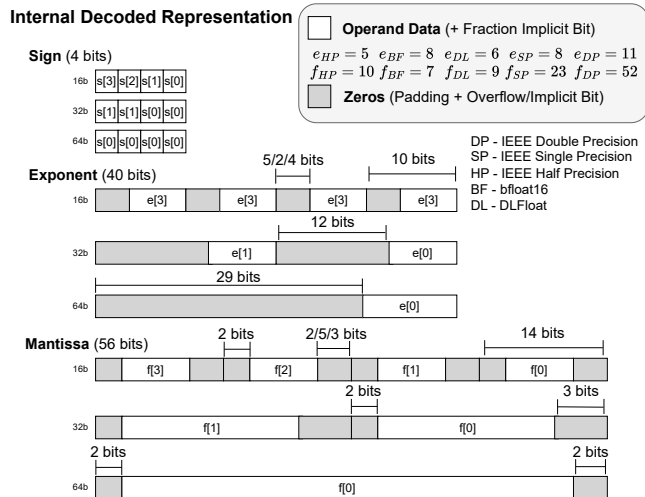 Internal Decoded Representation
Operand Data (+ Fraction Implicit Bit)
e_HP = 5 e_BF = 8 e_DL = 6 e_SP = 8 e_DP = 11
f_HP = 10 f_BF = 7 f_DL = 9 f_SP = 23 f_DP = 52
Zeros (Padding + Overflow/Implicit Bit)
DP - IEEE Double Precision
SP - IEEE Single Precision
HP - IEEE Half Precision
BF - bfloat16
DL - DLFloat
Sign (4 bits)
16b s[3] s[2] s[1] s[0]
32b s[1] s[1] s[0] s[0]
64b s[0] s[0] s[0] s[0]
Exponent (40 bits)
5/2/4 bits 10 bits
16b e[3] e[3] e[3] e[3]
12 bits
32b e[1] e[0]
29 bits
64b e[0]
Mantissa (56 bits)
2 bits 2/5/3 bits 14 bits
16b f[3] f[2] f[1] f[0]
2 bits 3 bits
32b f[1] f[0]
2 bits 2 bits
64b f[0]